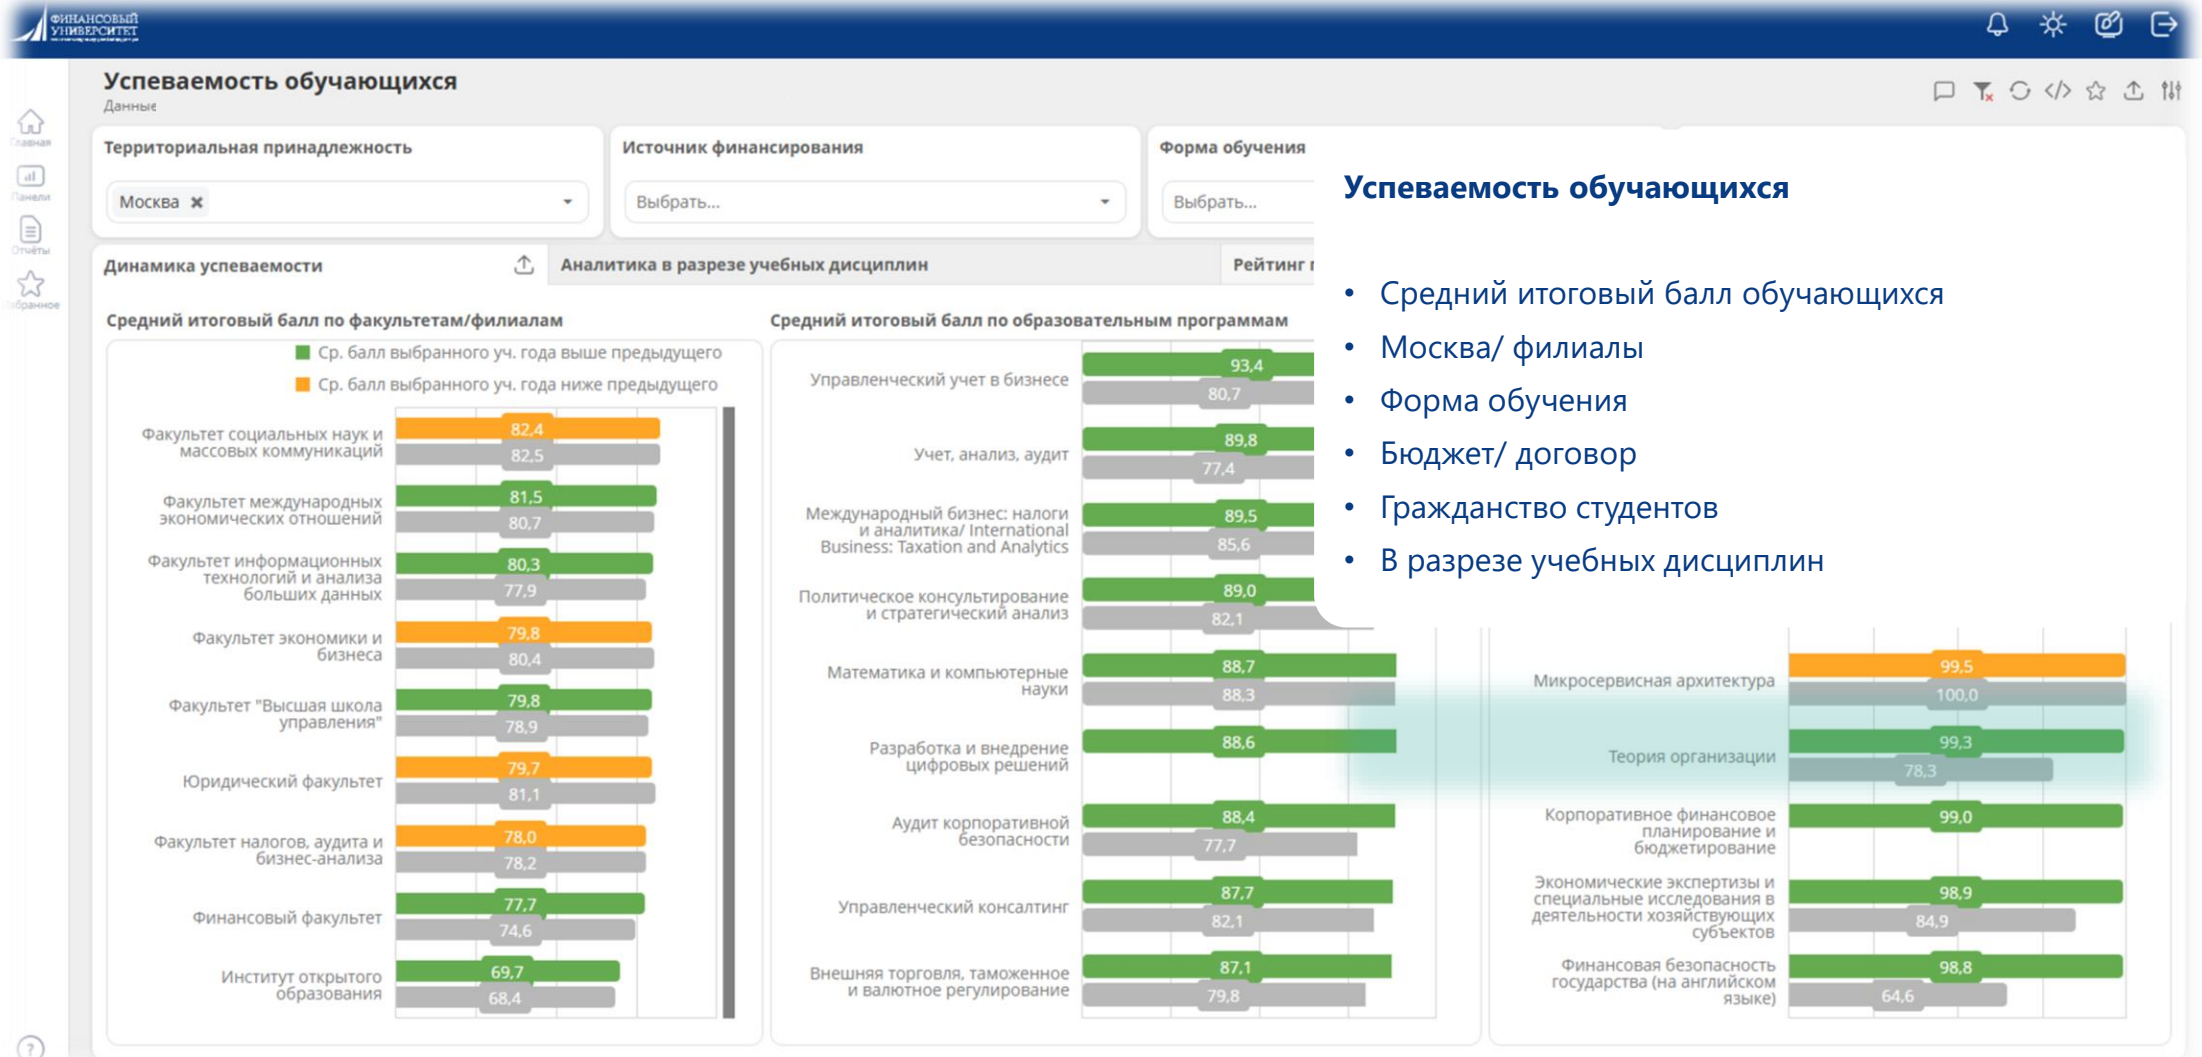 ФИНАНСОВЫЙ
УНИВЕРСИТЕТ
Успеваемость обучающихся
Данные
Главная
Панели
Отчёты
Избранное
Территориальная принадлежность
Москва
Источник финансирования
Выбрать...
Форма обучения
Выбрать...
Динамика успеваемости
Аналитика в разрезе учебных дисциплин
Рейтинг
Успеваемость обучающихся
• Средний итоговый балл обучающихся
• Москва/ филиалы
• Форма обучения
• Бюджет/ договор
• Гражданство студентов
• В разрезе учебных дисциплин
Средний итоговый балл по факультетам/филиалам
Ср. балл выбранного уч. года выше предыдущего
Ср. балл выбранного уч. года ниже предыдущего
Факультет социальных наук и
массовых коммуникаций
82,4
82,5
Факультет международных
экономических отношений
81,5
80,7
Факультет информационных
технологий и анализа
больших данных
80,3
77,9
Факультет экономики и
бизнеса
79,8
80,4
Факультет "Высшая школа
управления"
79,8
78,9
Юридический факультет
79,7
81,1
Факультет налогов, аудита и
бизнес-анализа
78,0
78,2
Финансовый факультет
77,7
74,6
Институт открытого
образования
69,7
68,4
Средний итоговый балл по образовательным программам
Управленческий учет в бизнесе
93,4
80,7
Учет, анализ, аудит
89,8
77,4
Международный бизнес: налоги
и аналитика/ International
Business: Taxation and Analytics
89,5
85,6
Политическое консультирование
и стратегический анализ
89,0
82,1
Математика и компьютерные
науки
88,7
88,3
Разработка и внедрение
цифровых решений
88,6
Аудит корпоративной
безопасности
88,4
77,7
Управленческий консалтинг
87,7
82,1
Внешняя торговля, таможенное
и валютное регулирование
87,1
79,8
Микросервисная архитектура
99,5
100,0
Теория организации
99,3
78,3
Корпоративное финансовое
планирование и
бюджетирование
99,0
Экономические экспертизы и
специальные исследования в
деятельности хозяйствующих
субъектов
98,9
84,9
Финансовая безопасность
государства (на английском
языке)
98,8
64,6